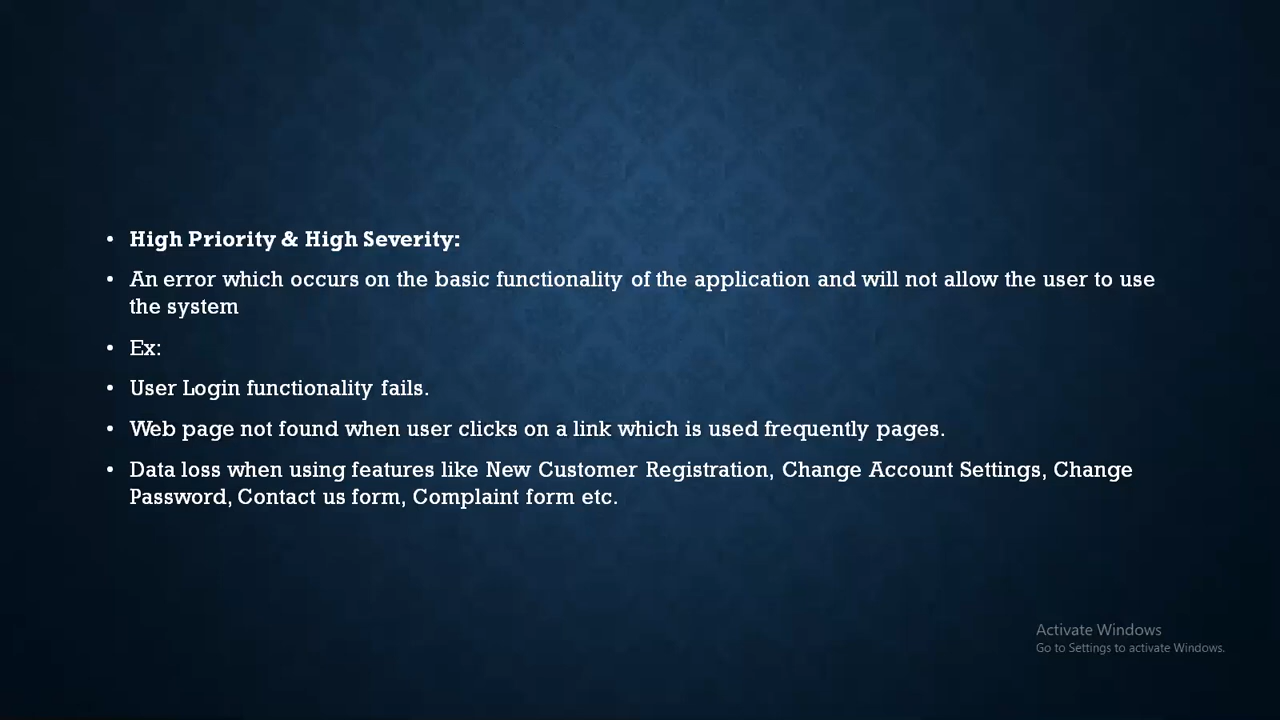 • High Priority & High Severity:
• An error which occurs on the basic functionality of the application and will not allow the user to use
the system
• Ex:
• User Login functionality fails.
• Web page not found when user clicks on a link which is used frequently pages.
• Data loss when using features like New Customer Registration, Change Account Settings, Change
Password, Contact us form, Complaint form etc.
Activate Windows
Go to Settings to activate Windows.